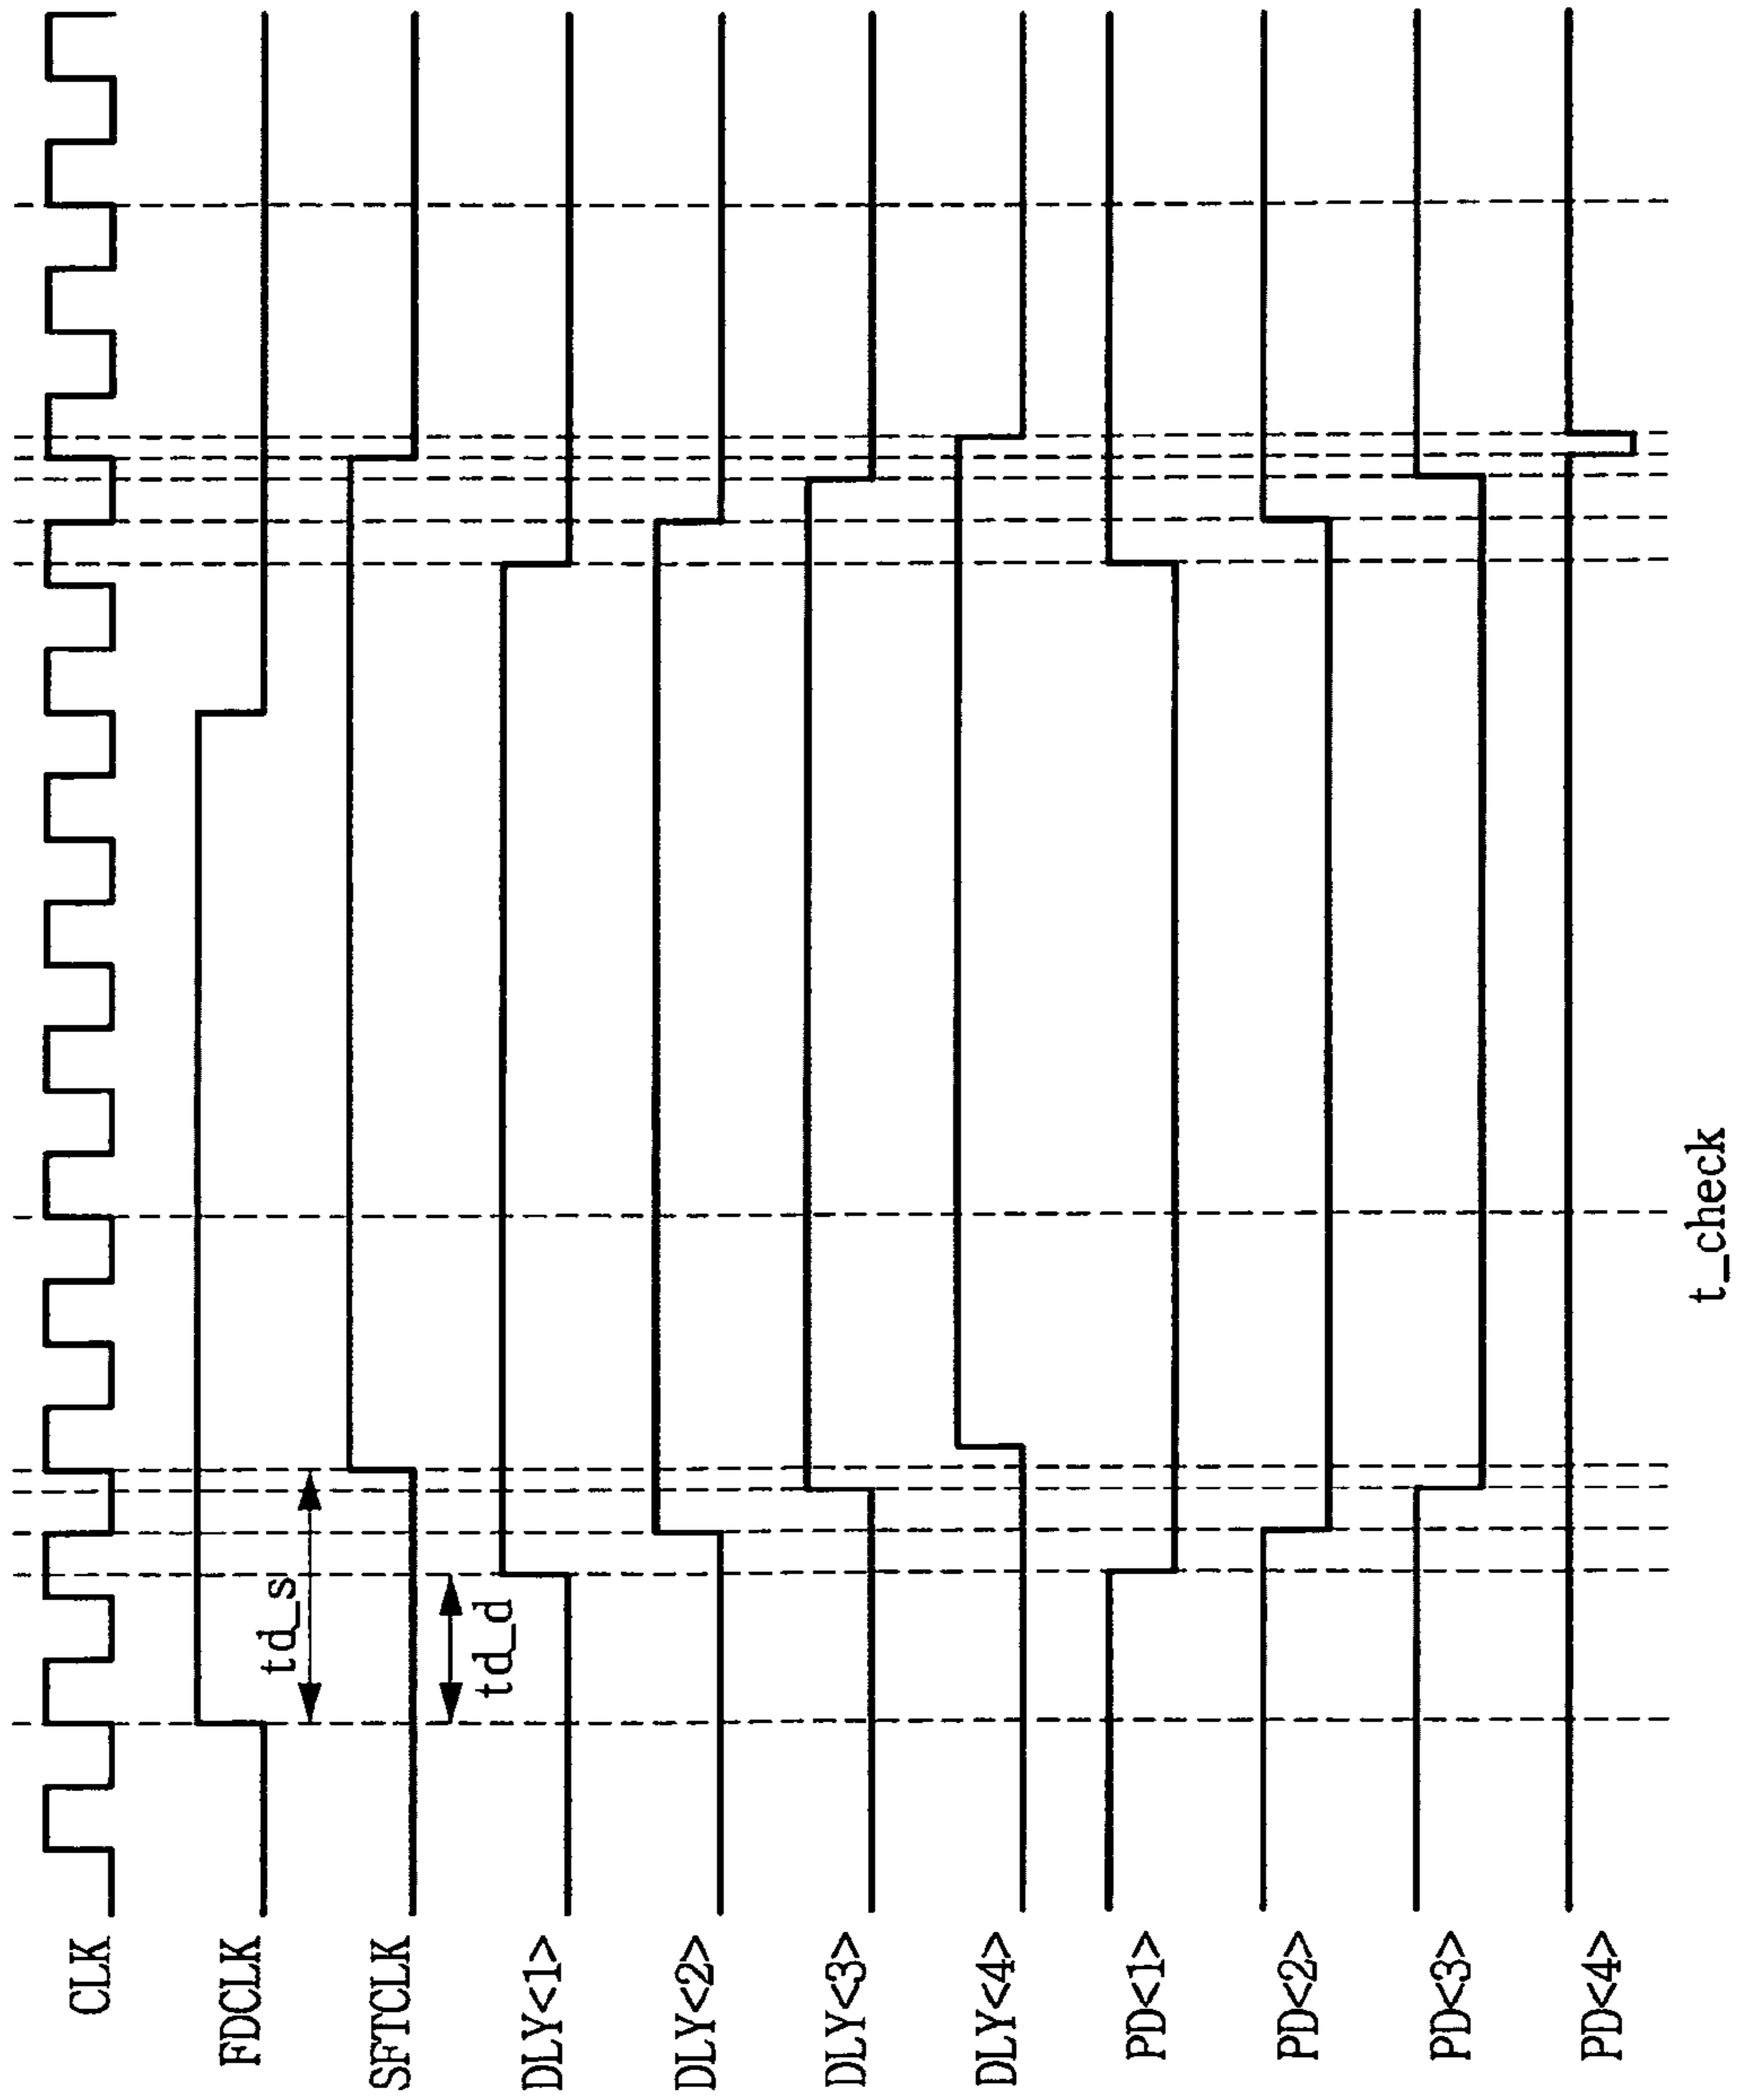 CLK
FDCLK
td_s
SFTCLK
td_d
DLY<1>
DLY<2>
DLY<3>
DLY<4>
PD<1>
PD<2>
PD<3>
PD<4>
t_check